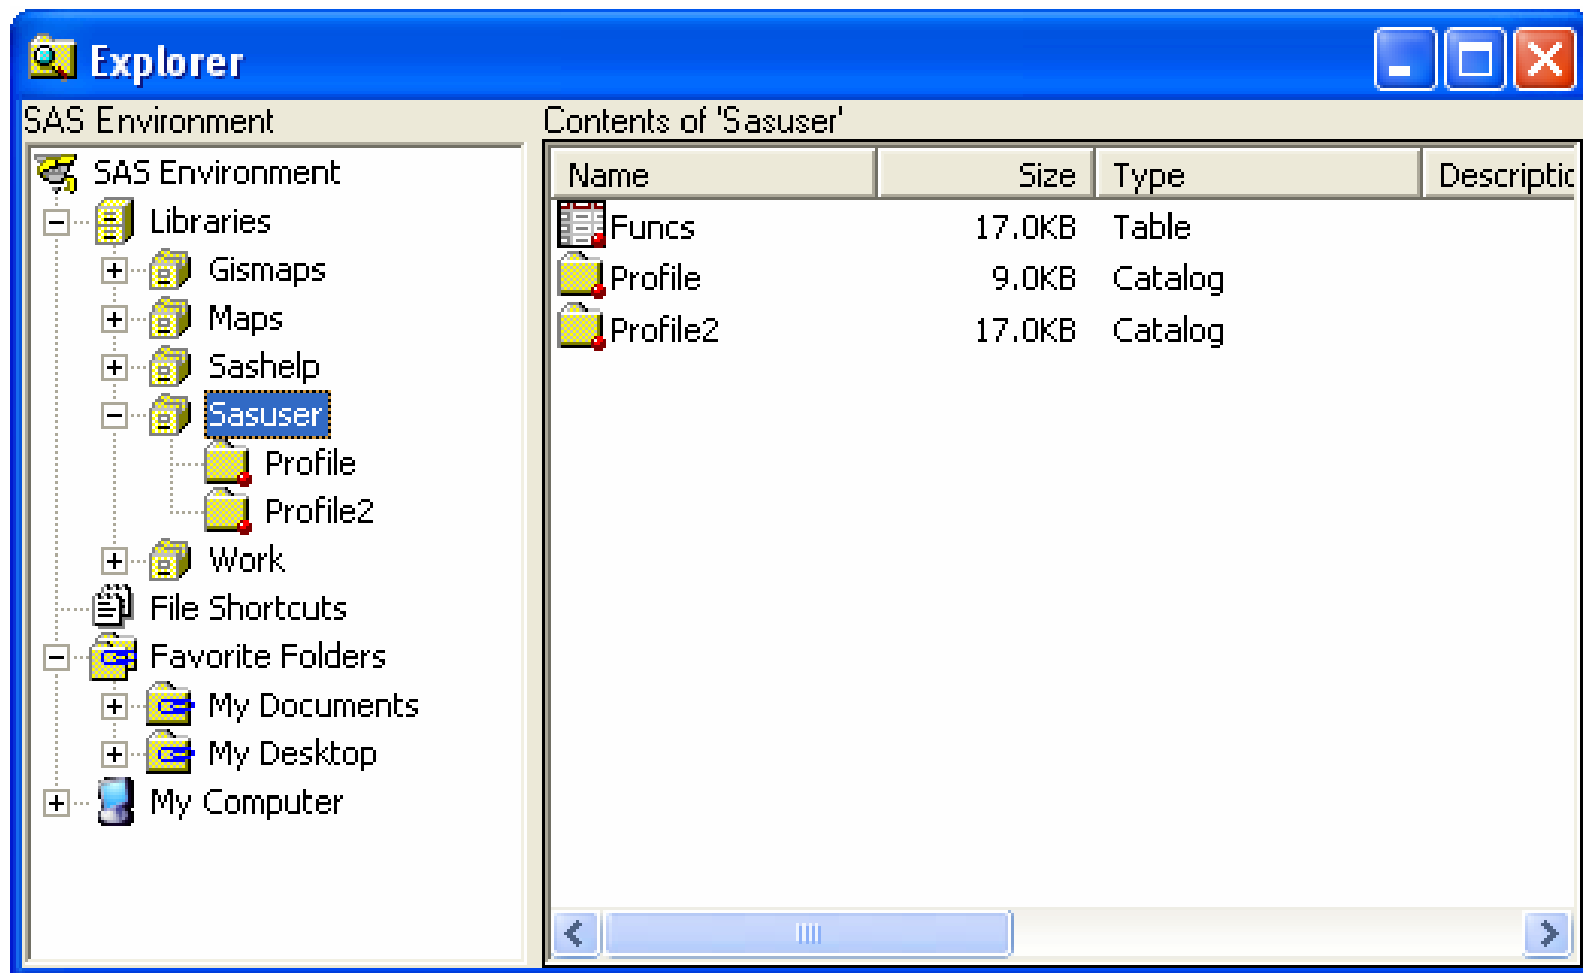 Explorer
SAS Environment
Contents of 'Sasuser'
SAS Environment
Libraries
Gismaps
Maps
Sashelp
Sasuser
Profile
Profile2
Work
File Shortcuts
Favorite Folders
My Documents
My Desktop
My Computer
Name Size Type Descriptic
Funcs 17.0KB Table
Profile 9.0KB Catalog
Profile2 17.0KB Catalog